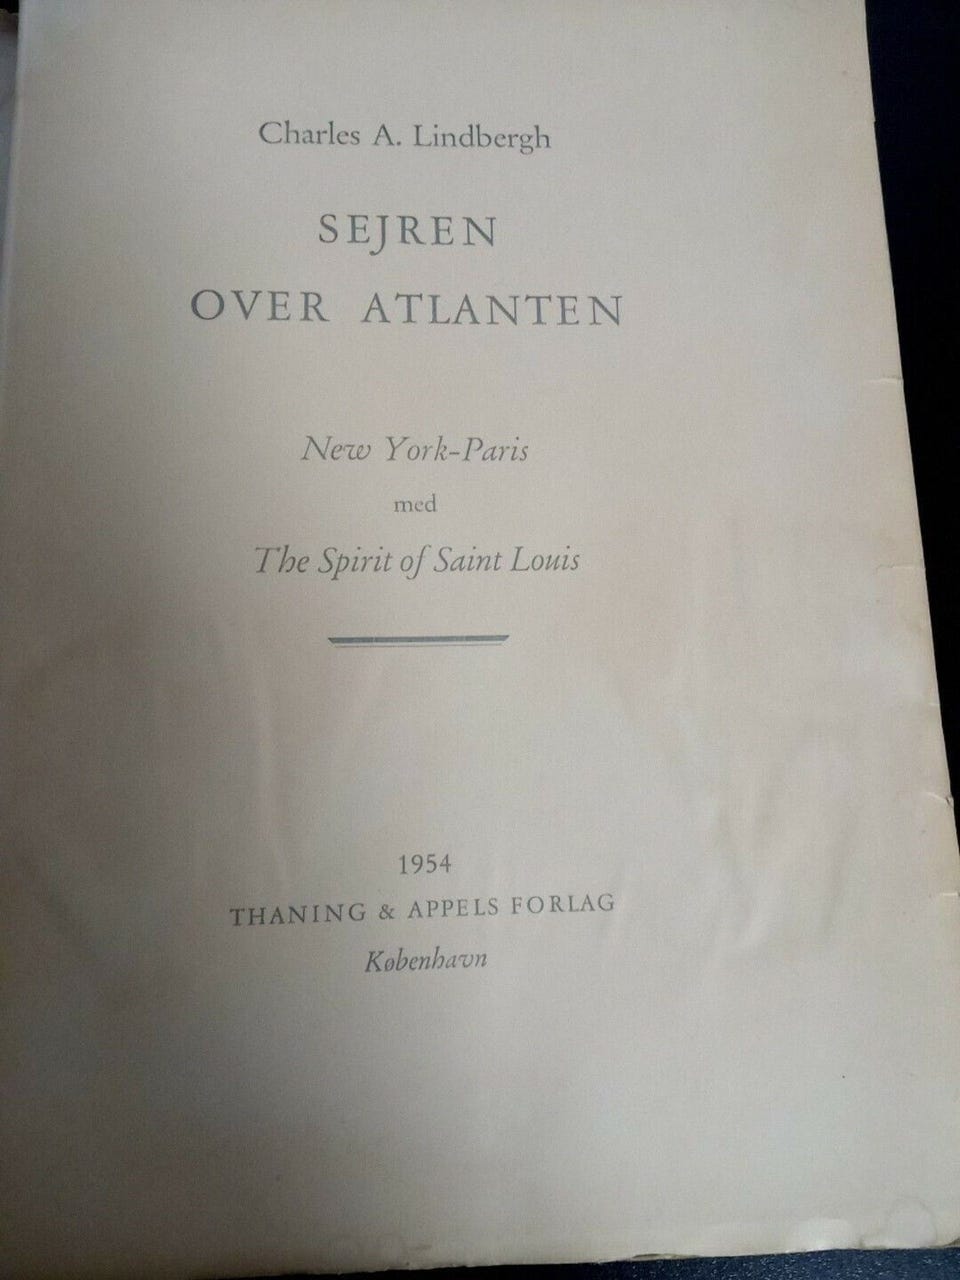 Charles A. Lindbergh
SEJREN
OVER ATLANTEN
New York-Paris
med
The Spirit of Saint Louis
1954
THANING & APPELS FORLAG
København